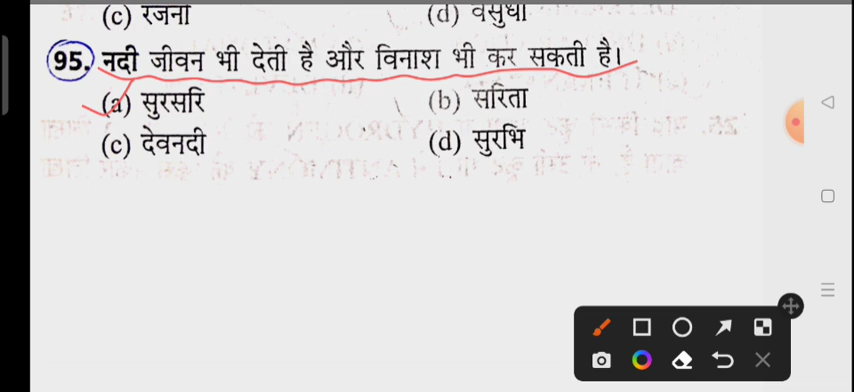 (c) रजनी (d) वसुधा
95. नदी जीवन भी देती है और विनाश भी कर सकती है।
(a) सुरसरि (b) सरिता
(c) देवनदी (d) सुरभि